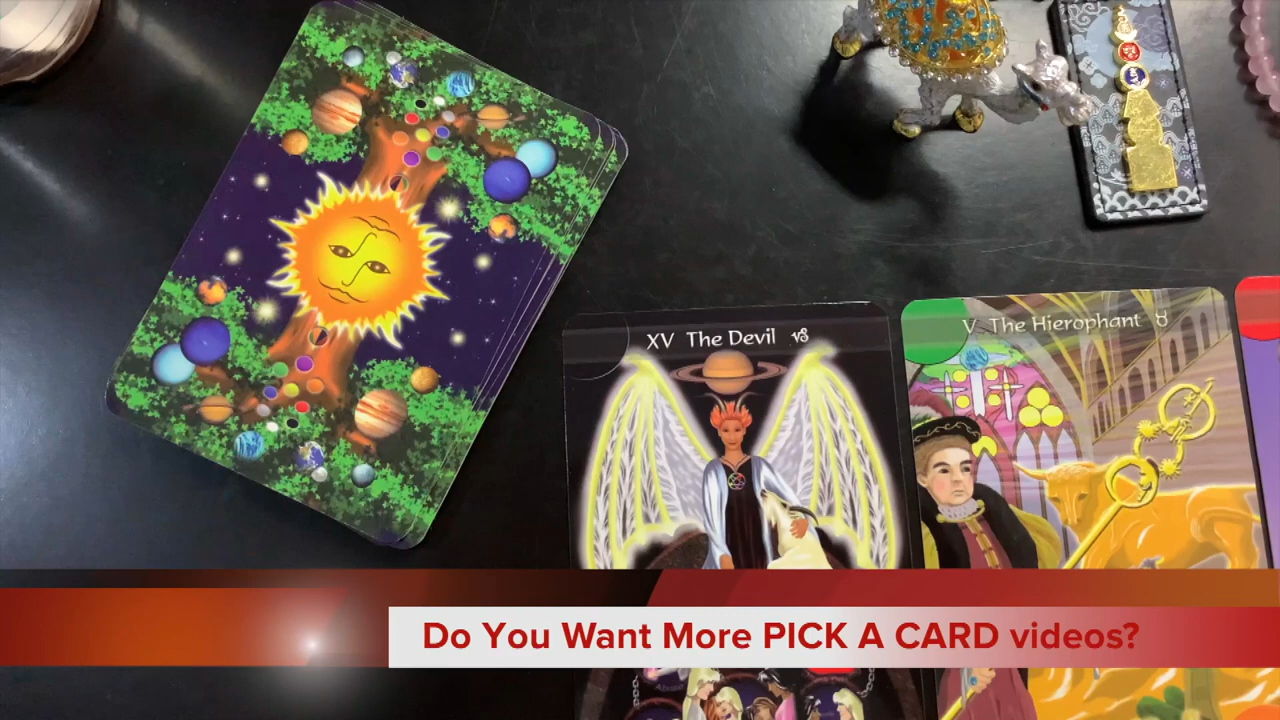 XV The Devil ♑
V The Hierophant ♉
Do You Want More PICK A CARD videos?